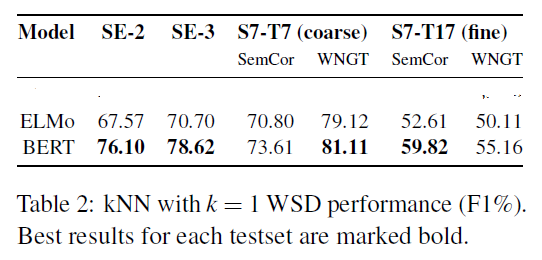 Model SE-2 SE-3 S7-T7 (coarse) S7-T17 (fine)
SemCor WNGT SemCor WNGT
ELMo 67.57 70.70 70.80 79.12 52.61 50.11
BERT 76.10 78.62 73.61 81.11 59.82 55.16
Table 2: kNN with k = 1 WSD performance (F1%).
Best results for each testset are marked bold.